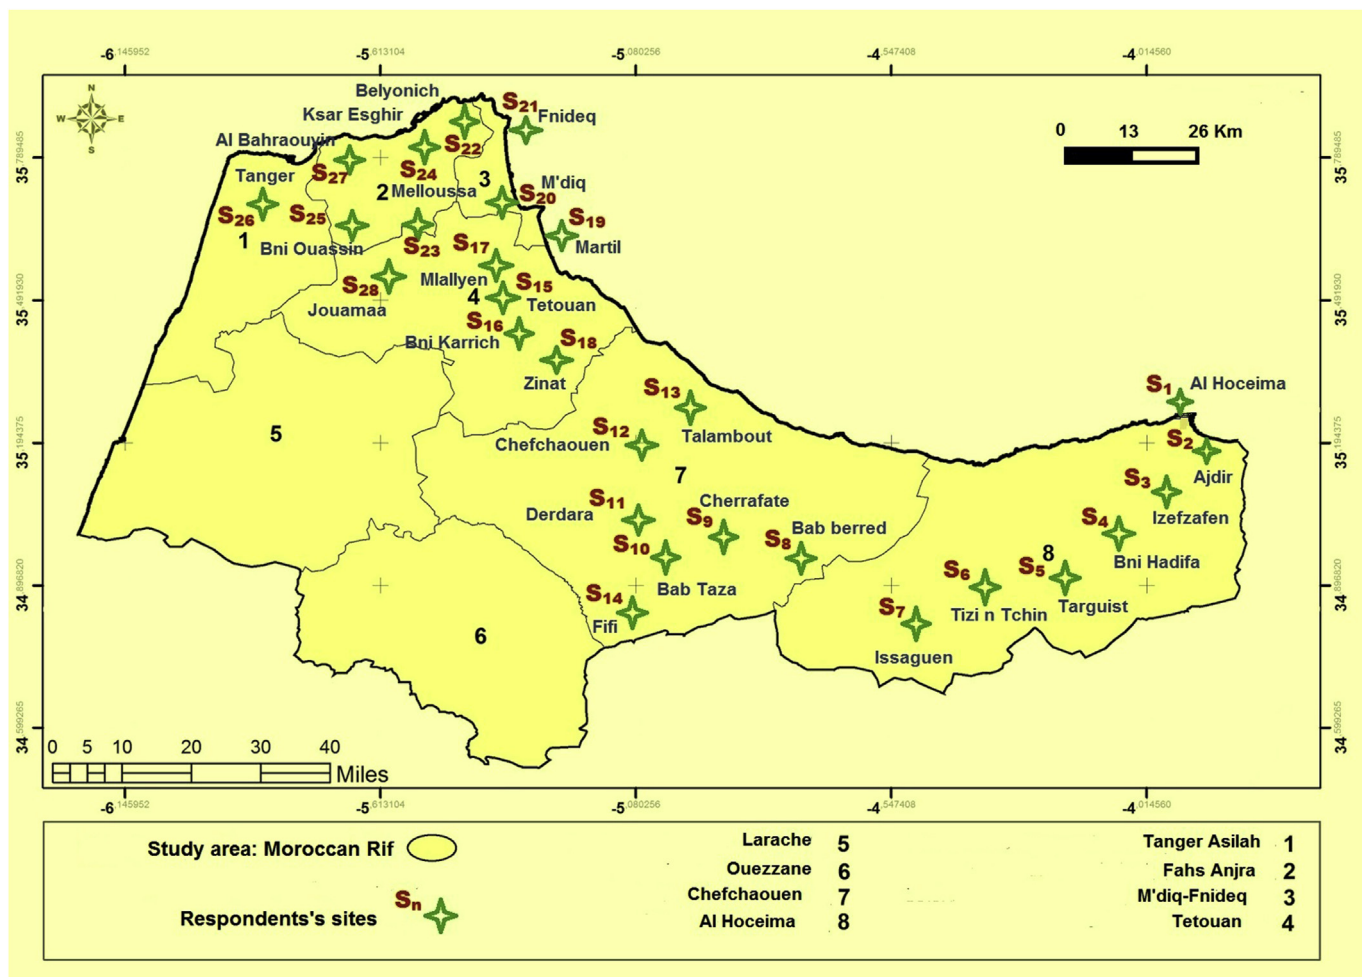 -6.145952 -5.613104 -5.080256 -4.547408 -4.014560
N
W E
S
Belyonich
S21
Ksar Esghir
Fnideq
0 13 26 Km
Al Bahraouyin
S22
35.789485
35.789485
S27
S24
Tanger
2
Melloussa
3
M'diq
S20
S26
S25
S19
1
Bni Ouassin
S23
S17
Martil
S28
Mlallyen
S15
Jouamaa
4
Tetouan
35.491930
35.491930
S16
Bni Karrich
S18
Zinat
S13
S1
Al Hoceima
5
S12
Chefchaouen
Talambout
35.194375
35.194375
S2
7
Ajdir
S3
Cherrafate
S11
Derdara
S9
Izefzafen
Bab berred
S4
S10
S8
8
Bni Hadifa
S6
S5
34.896820
34.896820
Bab Taza
S14
Tizi n Tchin
Targuist
S7
Fifi
6
Issaguen
34.599265
34.599265
0 5 10 20 30 40
Miles
-6.145952 -5.613104 -5.080256 -4.547408 -4.014560
Study area: Moroccan Rif
Sn
Respondents's sites
Larache 5
Ouezzane 6
Chefchaouen 7
Al Hoceima 8
Tanger Asilah 1
Fahs Anjra 2
M'diq-Fnideq 3
Tetouan 4